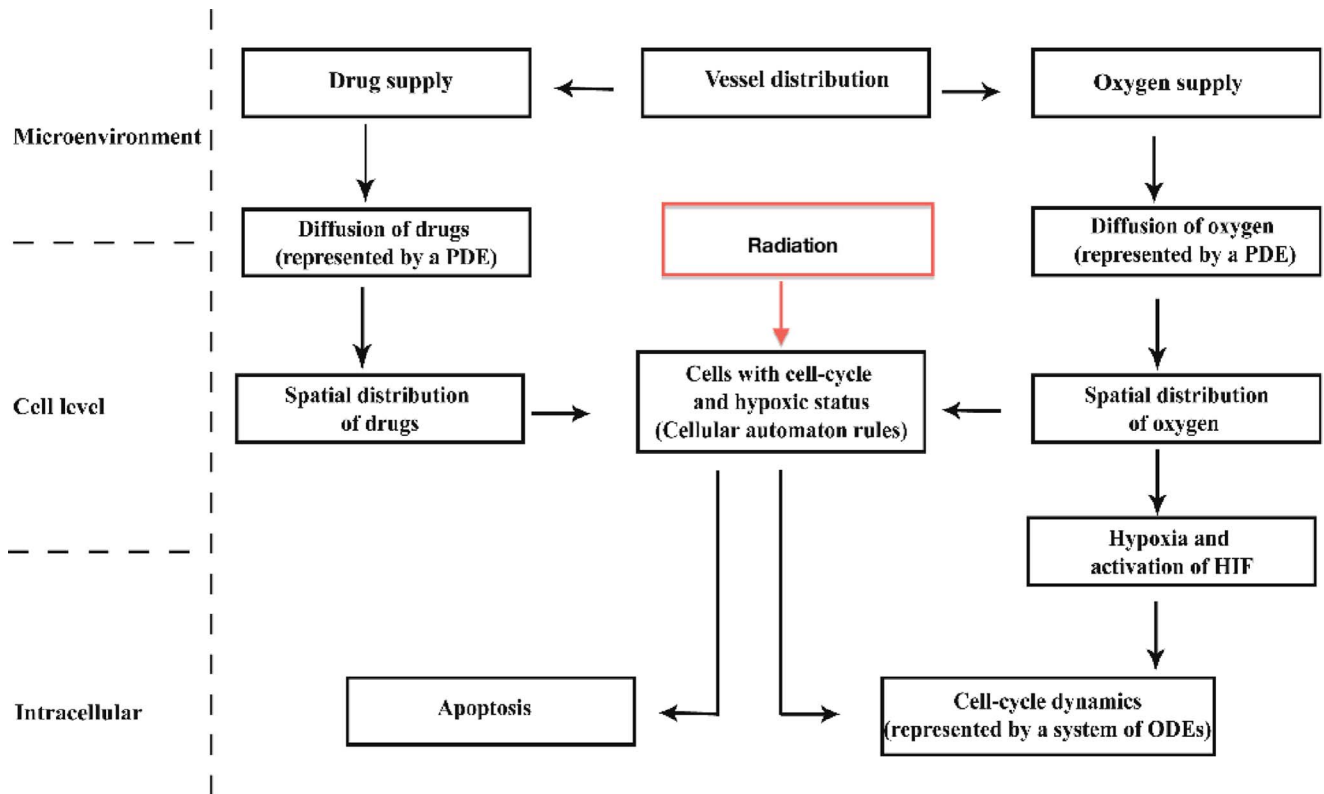 Drug supply
Vessel distribution
Oxygen supply
Microenvironment
Diffusion of drugs
(represented by a PDE)
Radiation
Diffusion of oxygen
(represented by a PDE)
Cell level
Spatial distribution
of drugs
Cells with cell-cycle
and hypoxic status
(Cellular automaton rules)
Spatial distribution
of oxygen
Hypoxia and
activation of HIF
Intracellular
Apoptosis
Cell-cycle dynamics
(represented by a system of ODEs)